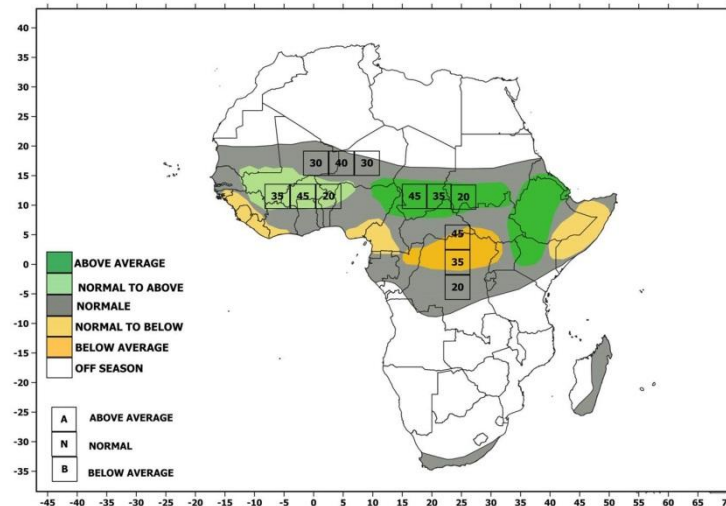 40
35
30
25
20
15
10
5
0
-5
-10
-15
-20
-25
-30
-35
30 40 30
35 45 20
45 35 20
45
35
20
ABOVE AVERAGE
NORMAL TO ABOVE
NORMALE
NORMAL TO BELOW
BELOW AVERAGE
OFF SEASON
A ABOVE AVERAGE
N NORMAL
B BELOW AVERAGE
-45 -40 -35 -30 -25 -20 -15 -10 -5 0 5 10 15 20 25 30 35 40 45 50 55 60 65